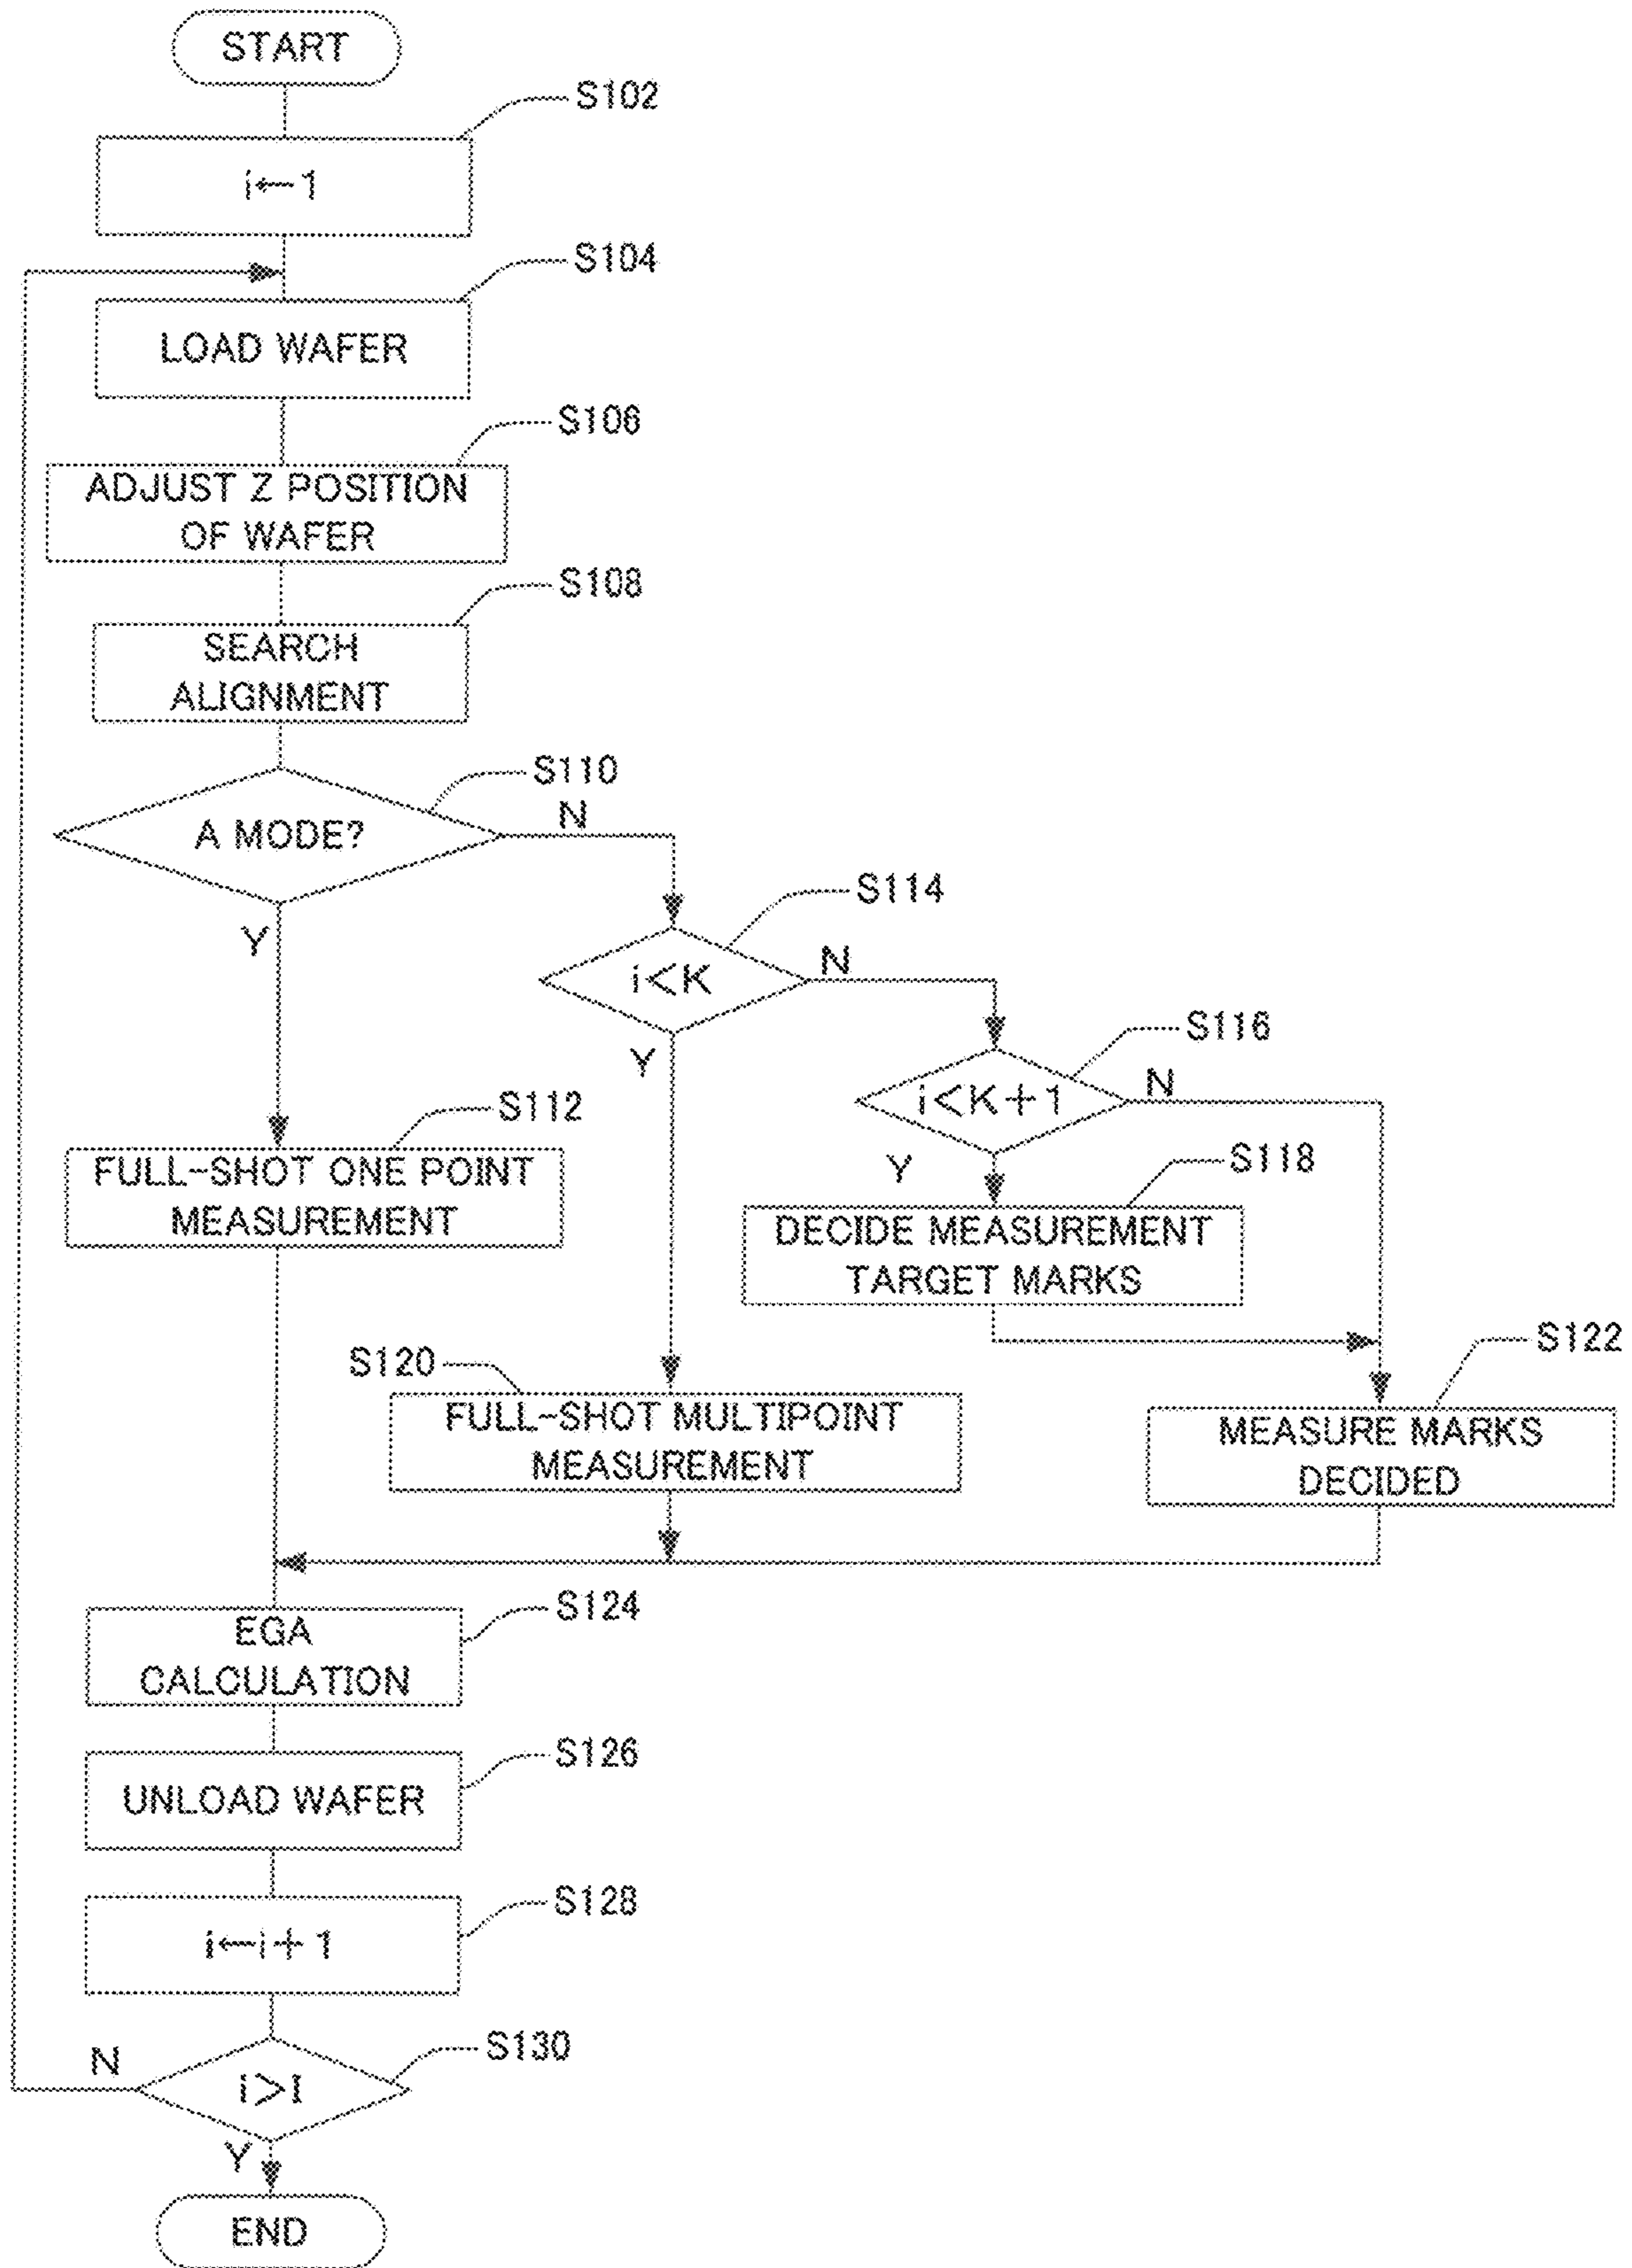 START
S102
i←1
S104
LOAD WAFER
S106
ADJUST Z POSITION
OF WAFER
S108
SEARCH
ALIGNMENT
S110
A MODE?
N
Y
S114
i<K
N
Y
S116
i<K+1
N
Y
S112
FULL-SHOT ONE POINT
MEASUREMENT
S118
DECIDE MEASUREMENT
TARGET MARKS
S120
FULL-SHOT MULTIPOINT
MEASUREMENT
S122
MEASURE MARKS
DECIDED
S124
EGA
CALCULATION
S126
UNLOAD WAFER
S128
i←i+1
S130
i>I
N
Y
END